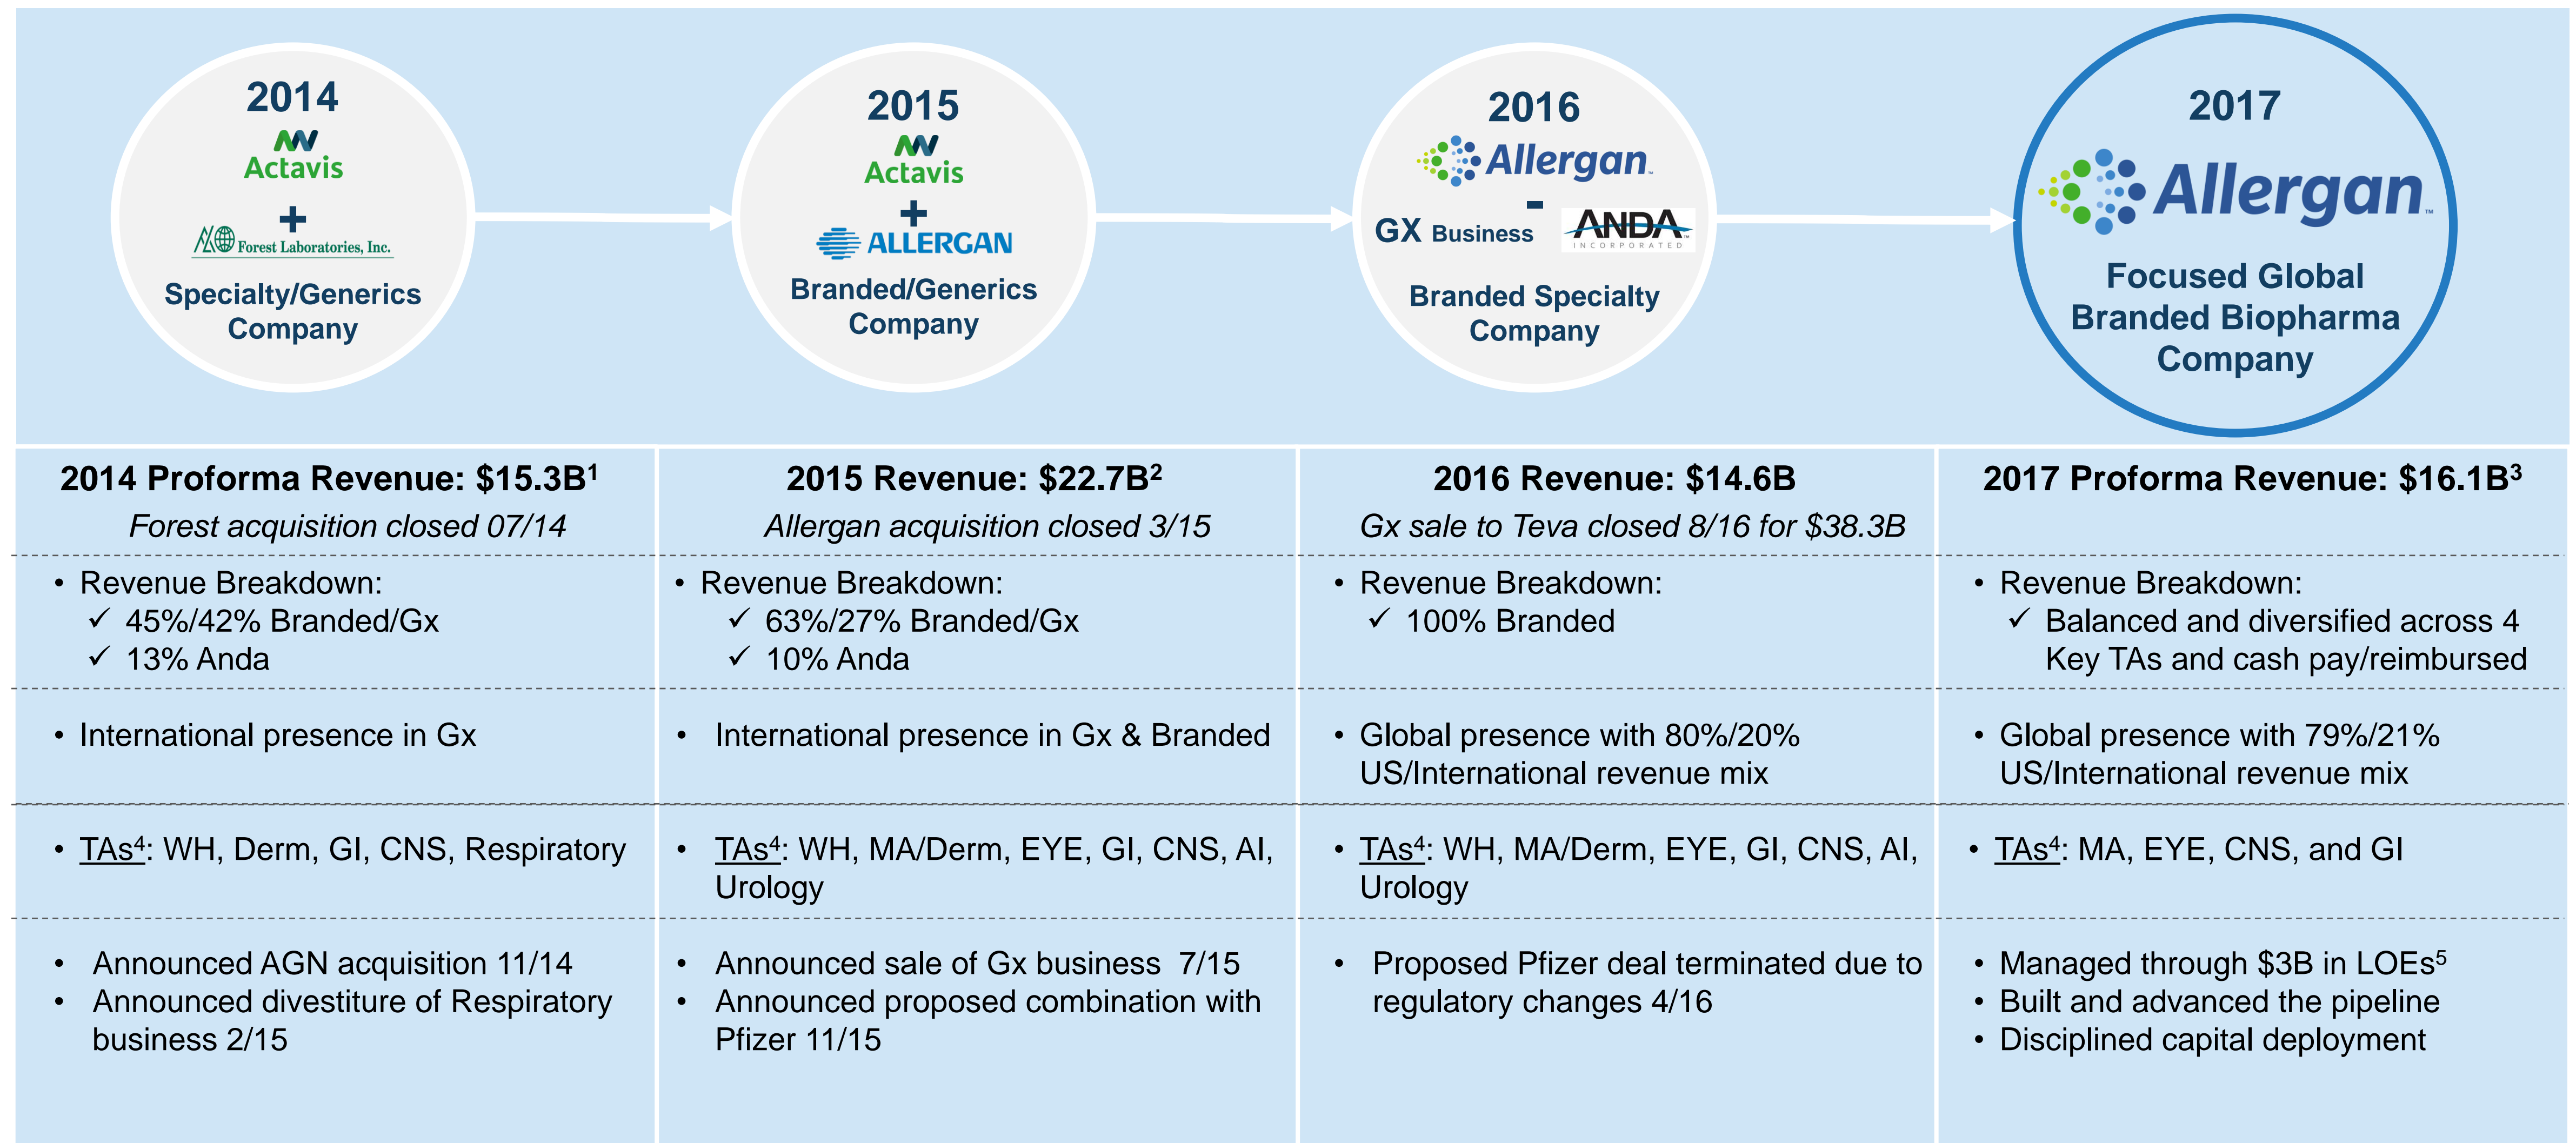 2014
Actavis
+
Forest Laboratories, Inc.
Specialty/Generics
Company
2015
Actavis
+
ALLERGAN
Branded/Generics
Company
2016
Allergan™
-
GX Business
ANDA™
INCORPORATED
Branded Specialty
Company
2017
Allergan™
Focused Global
Branded Biopharma
Company
2014 Proforma Revenue: $15.3B¹
Forest acquisition closed 07/14
• Revenue Breakdown:
✓ 45%/42% Branded/Gx
✓ 13% Anda
• International presence in Gx
• TAs⁴: WH, Derm, GI, CNS, Respiratory
• Announced AGN acquisition 11/14
• Announced divestiture of Respiratory
business 2/15
2015 Revenue: $22.7B²
Allergan acquisition closed 3/15
• Revenue Breakdown:
✓ 63%/27% Branded/Gx
✓ 10% Anda
• International presence in Gx & Branded
• TAs⁴: WH, MA/Derm, EYE, GI, CNS, AI,
Urology
• Announced sale of Gx business 7/15
• Announced proposed combination with
Pfizer 11/15
2016 Revenue: $14.6B
Gx sale to Teva closed 8/16 for $38.3B
• Revenue Breakdown:
✓ 100% Branded
• Global presence with 80%/20%
US/International revenue mix
• TAs⁴: WH, MA/Derm, EYE, GI, CNS, AI,
Urology
• Proposed Pfizer deal terminated due to
regulatory changes 4/16
2017 Proforma Revenue: $16.1B³
• Revenue Breakdown:
✓ Balanced and diversified across 4
Key TAs and cash pay/reimbursed
• Global presence with 79%/21%
US/International revenue mix
• TAs⁴: MA, EYE, CNS, and GI
• Managed through $3B in LOEs⁵
• Built and advanced the pipeline
• Disciplined capital deployment